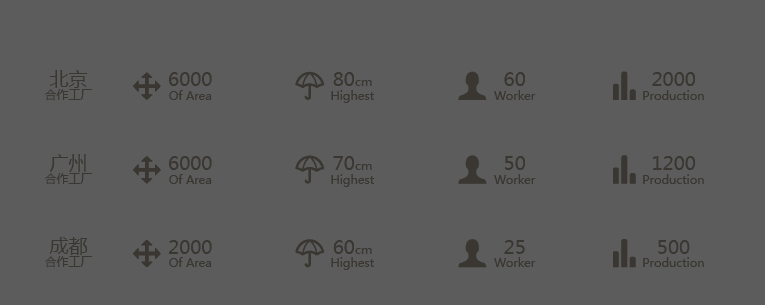 北京
合作工厂
6000
Of Area
80cm
Highest
60
Worker
2000
Production
广州
合作工厂
6000
Of Area
70cm
Highest
50
Worker
1200
Production
成都
合作工厂
2000
Of Area
60cm
Highest
25
Worker
500
Production